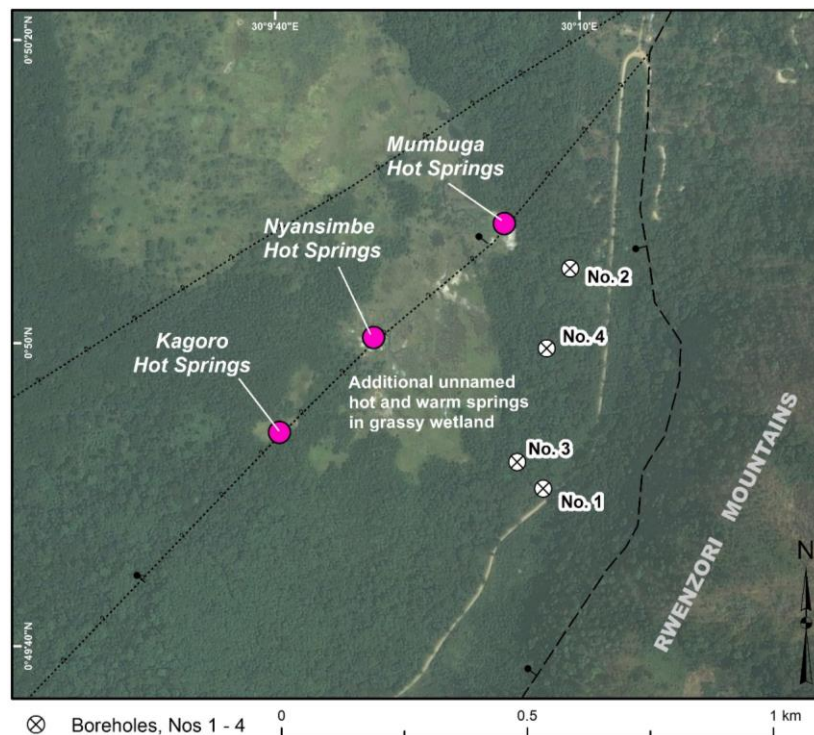 30°9'40"E
30°10'E
0°50'20"N
Mumbuga
Hot Springs
Nyansimbe
Hot Springs
No. 2
0°50'N
No. 4
Kagoro
Hot Springs
Additional unnamed
hot and warm springs
in grassy wetland
No. 3
No. 1
RWENZORI MOUNTAINS
N
0°49'40"N
Boreholes, Nos 1 - 4
0
0.5
1 km